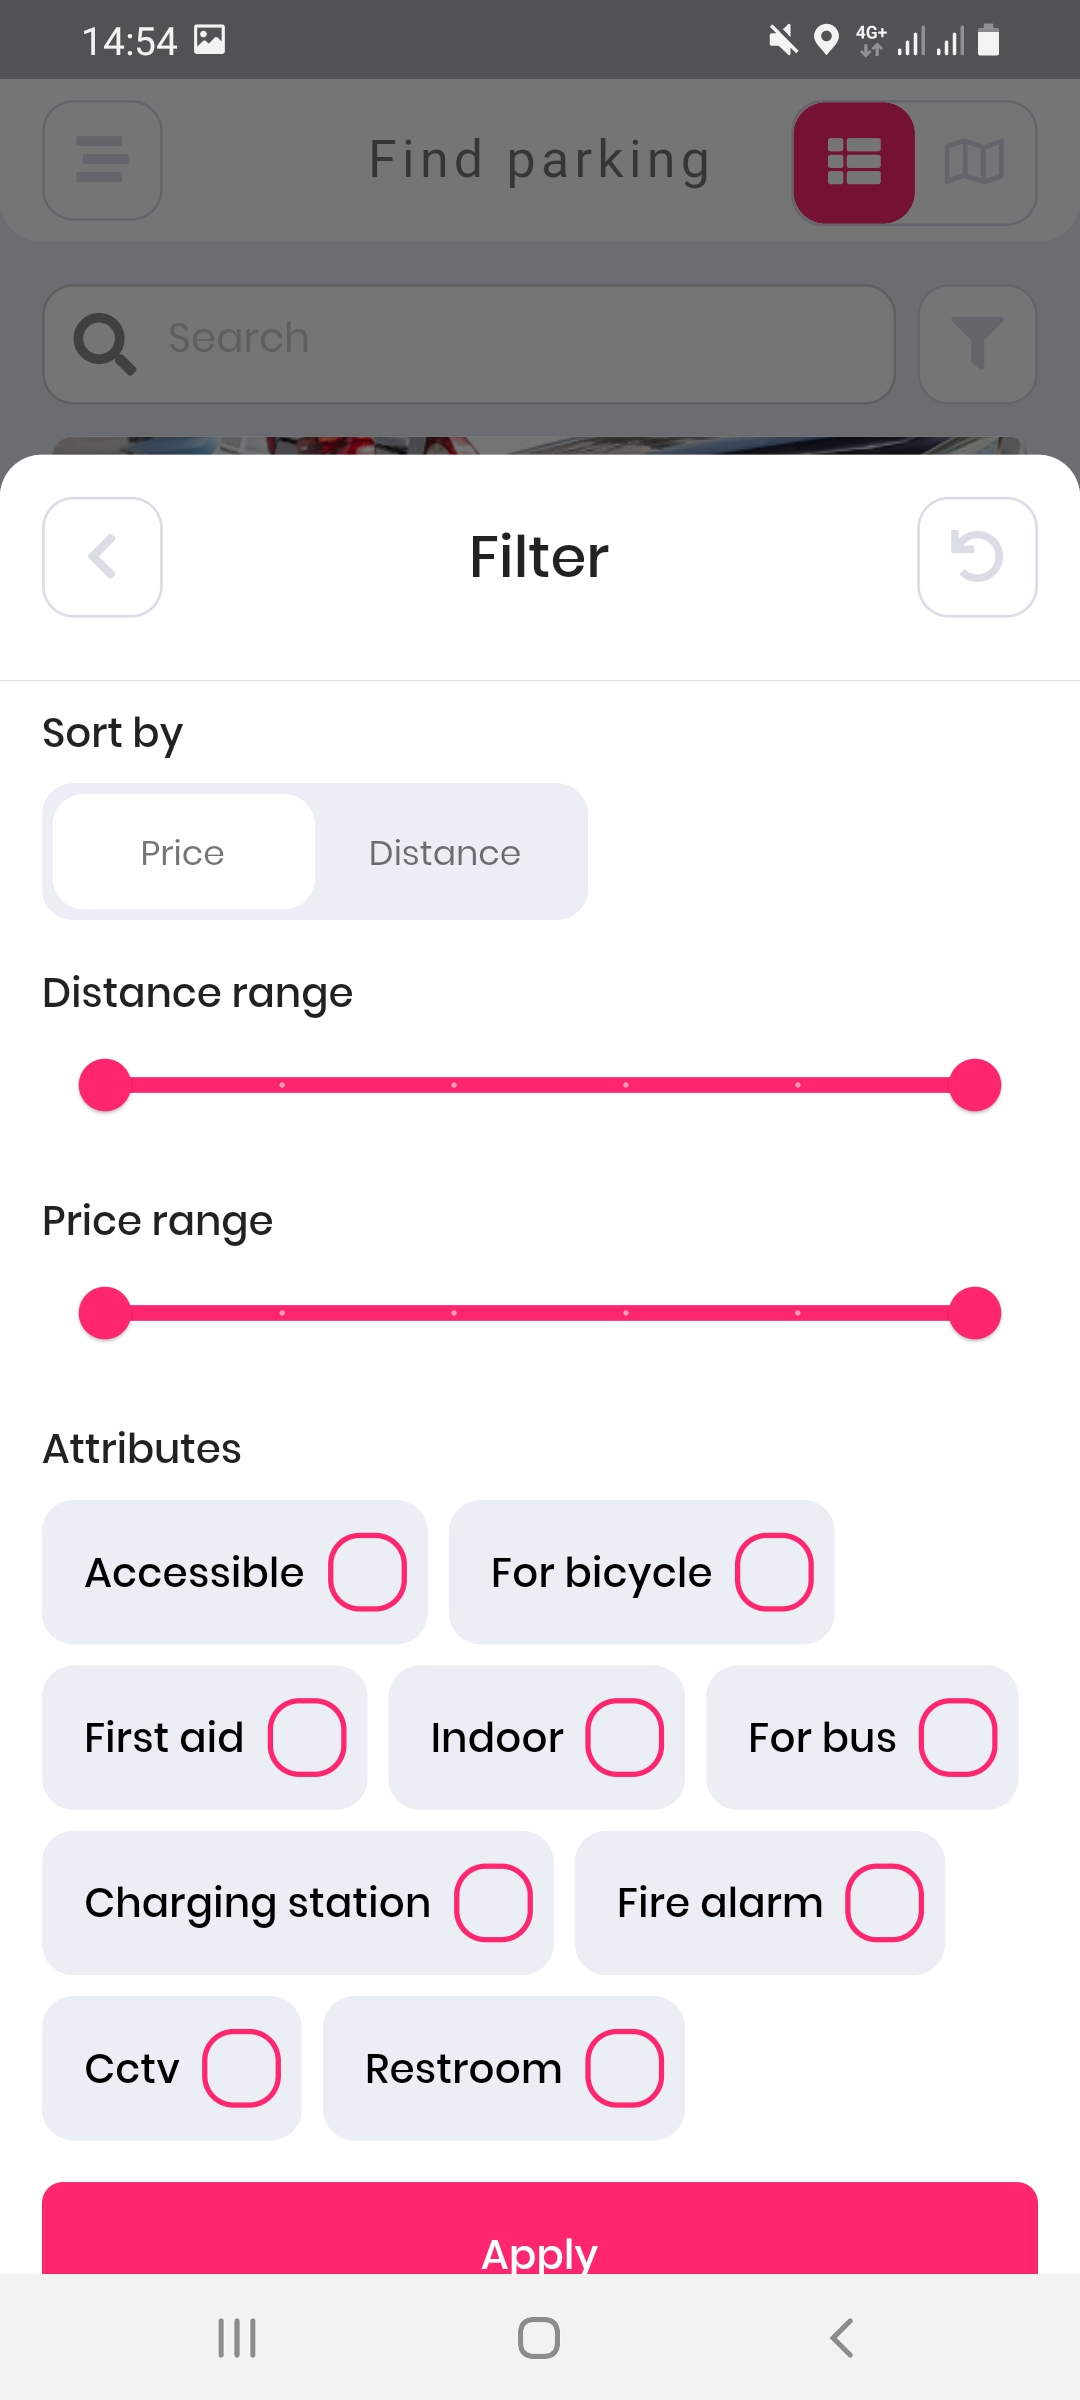 14:54 4G+
Find parking
Search
Filter
Sort by
Price Distance
Distance range
Price range
Attributes
Accessible For bicycle
First aid Indoor For bus
Charging station Fire alarm
Cctv Restroom
Apply